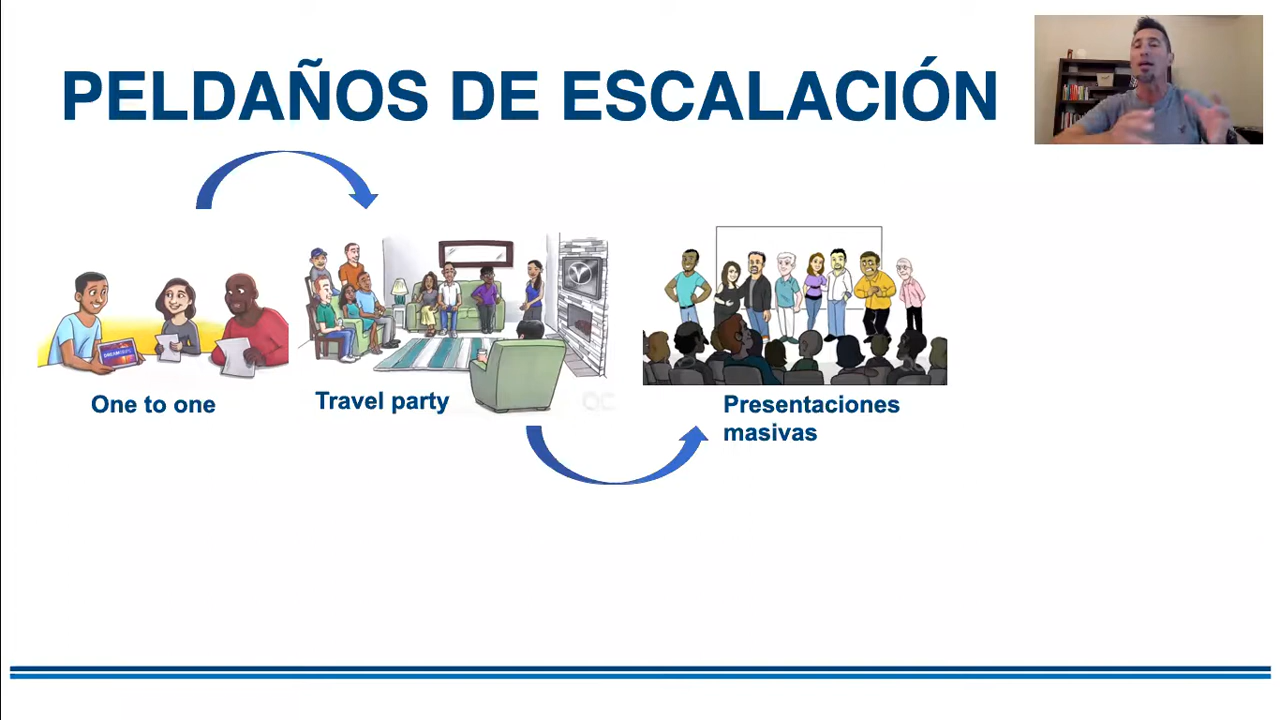 PELDAÑOS DE ESCALACIÓN
One to one
Travel party
Presentaciones
masivas